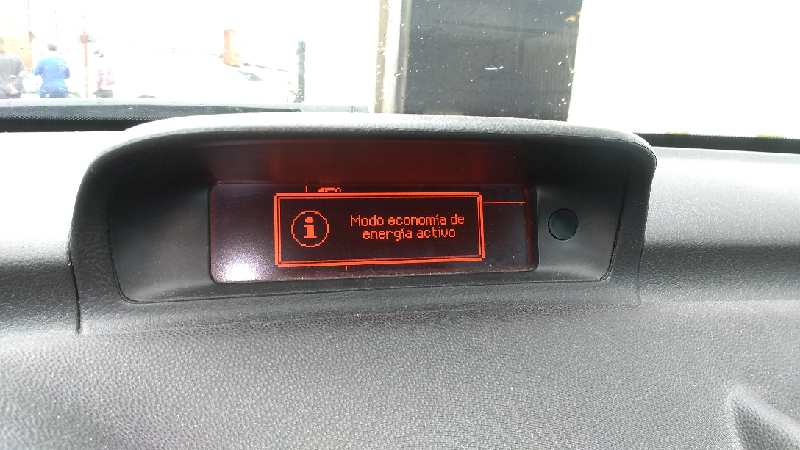 Modo economía de
energía activo